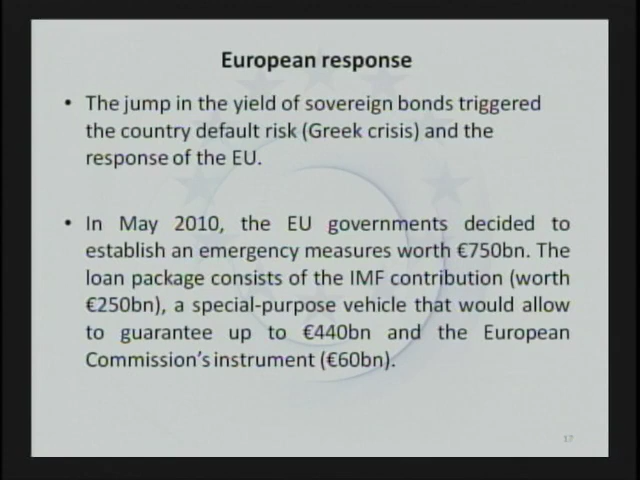 European response
• The jump in the yield of sovereign bonds triggered
the country default risk (Greek crisis) and the
response of the EU.
• In May 2010, the EU governments decided to
establish an emergency measures worth €750bn. The
loan package consists of the IMF contribution (worth
€250bn), a special-purpose vehicle that would allow
to guarantee up to €440bn and the European
Commission's instrument (€60bn).
17